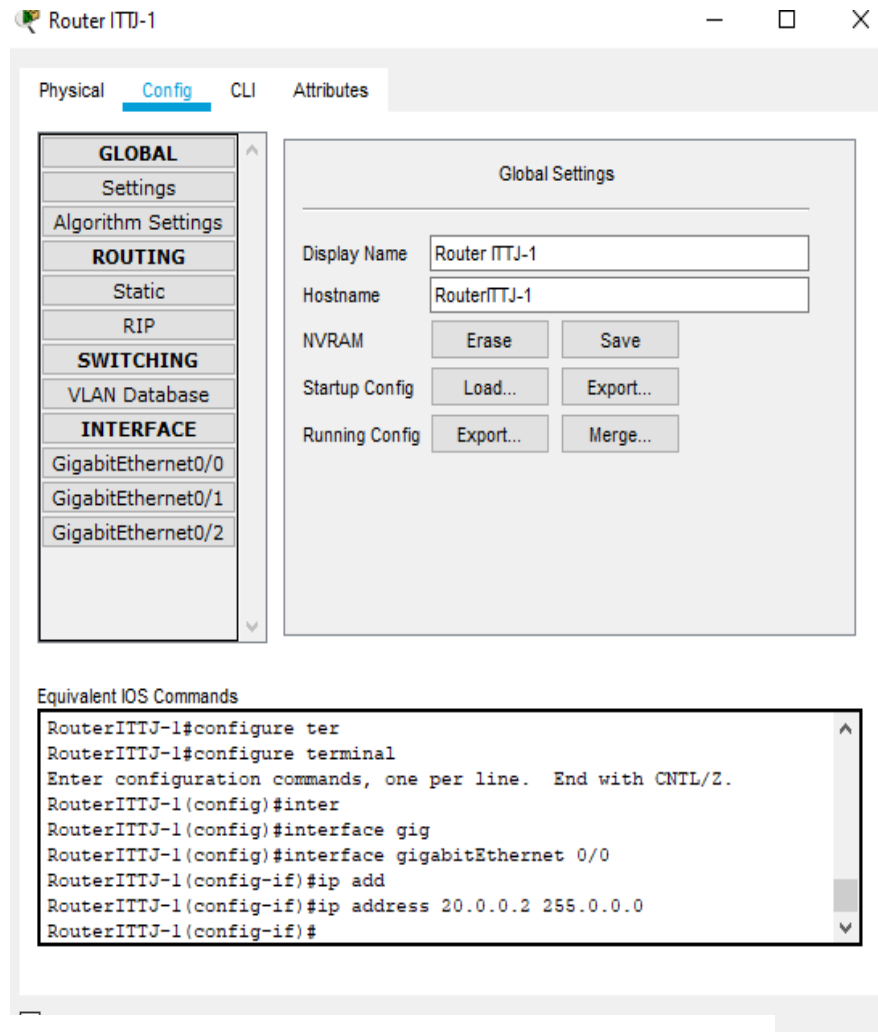 Router ITTJ-1
Physical Config CLI Attributes
GLOBAL
Settings
Algorithm Settings
ROUTING
Static
RIP
SWITCHING
VLAN Database
INTERFACE
GigabitEthernet0/0
GigabitEthernet0/1
GigabitEthernet0/2
Global Settings
Display Name Router ITTJ-1
Hostname RouterITTJ-1
NVRAM Erase Save
Startup Config Load... Export...
Running Config Export... Merge...
Equivalent IOS Commands
RouterITTJ-1#configure ter
RouterITTJ-1#configure terminal
Enter configuration commands, one per line. End with CNTL/Z.
RouterITTJ-1(config)#inter
RouterITTJ-1(config)#interface gig
RouterITTJ-1(config)#interface gigabitEthernet 0/0
RouterITTJ-1(config-if)#ip add
RouterITTJ-1(config-if)#ip address 20.0.0.2 255.0.0.0
RouterITTJ-1(config-if)#